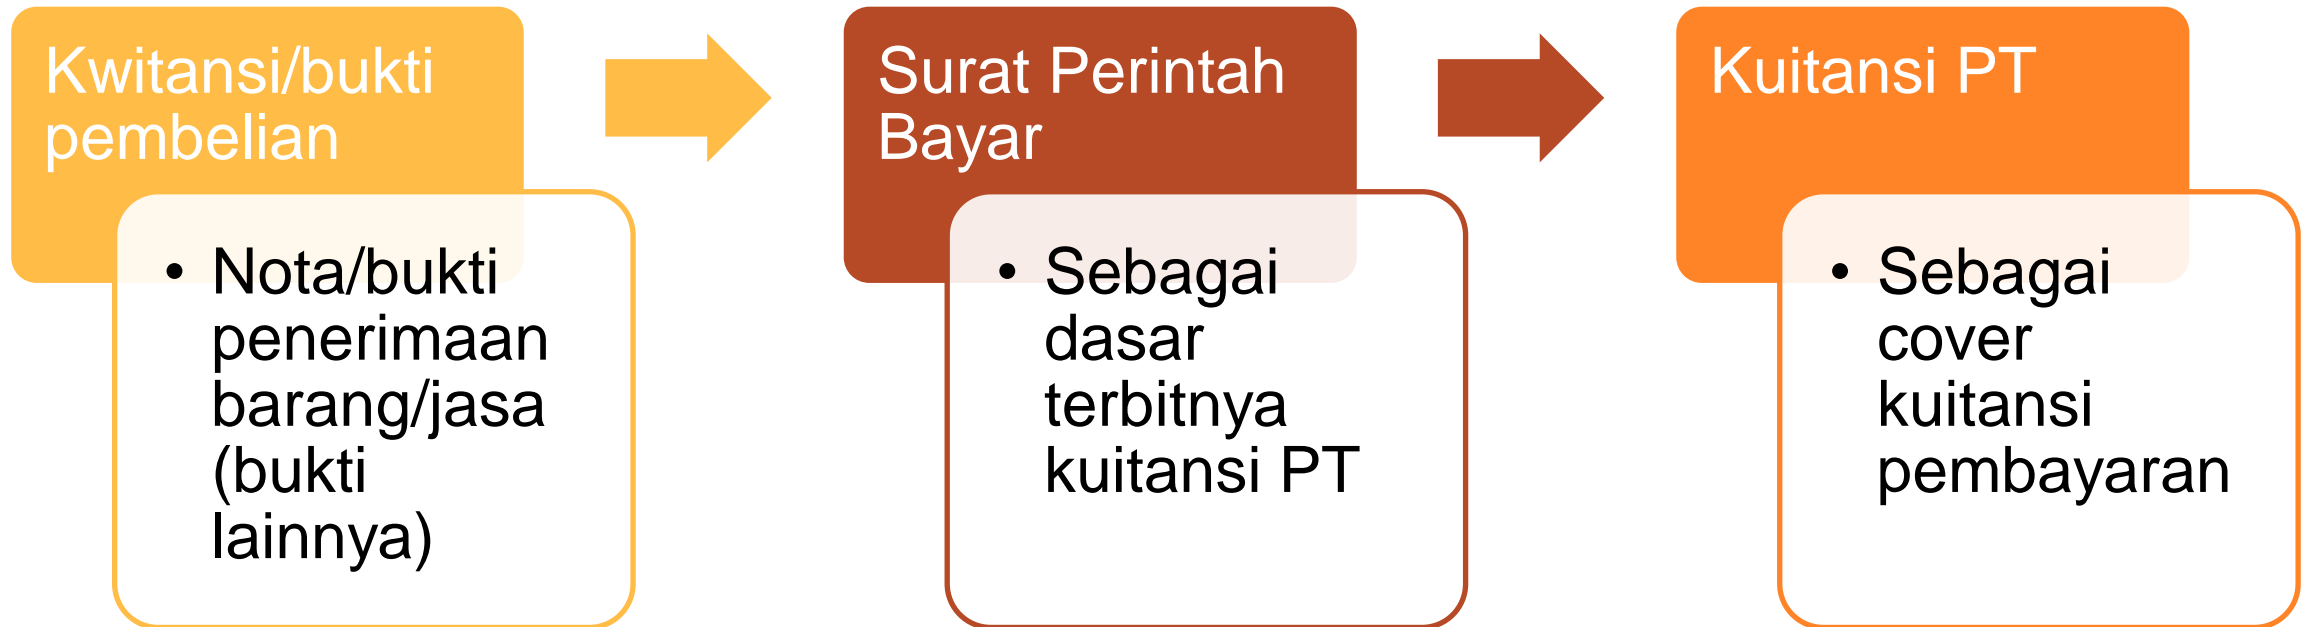 Kwitansi/bukti
pembelian
• Nota/bukti
penerimaan
barang/jasa
(bukti
lainnya)
Surat Perintah
Bayar
• Sebagai
dasar
terbitnya
kuitansi PT
Kuitansi PT
• Sebagai
cover
kuitansi
pembayaran